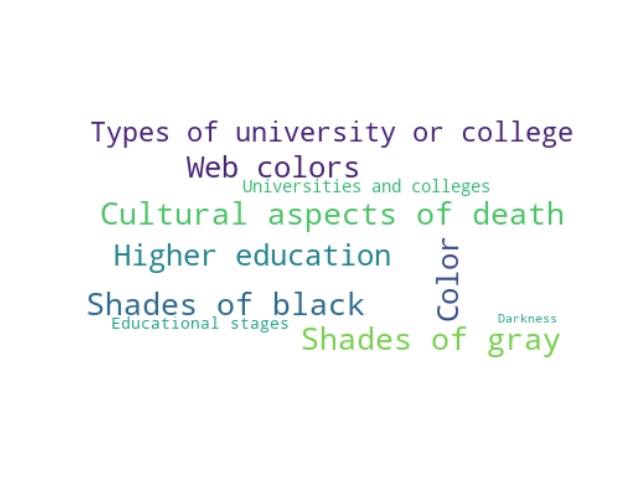 Types of university or college
Web colors
Universities and colleges
Cultural aspects of death
Higher education
Color
Shades of black
Educational stages
Darkness
Shades of gray